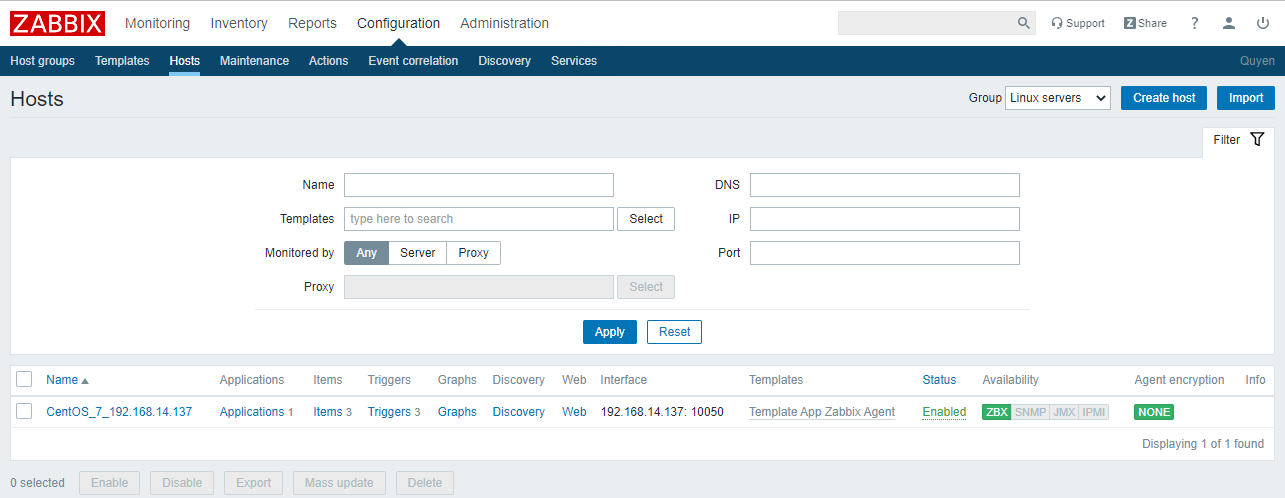 ZABBIX Monitoring Inventory Reports Configuration Administration Support Z Share ?
Host groups Templates Hosts Maintenance Actions Event correlation Discovery Services Quyen
Hosts Group Linux servers Create host Import
Filter
Name DNS
Templates type here to search Select IP
Monitored by Any Server Proxy Port
Proxy Select
Apply Reset
Name Applications Items Triggers Graphs Discovery Web Interface Templates Status Availability Agent encryption Info
CentOS_7_192.168.14.137 Applications 1 Items 3 Triggers 3 Graphs Discovery Web 192.168.14.137: 10050 Template App Zabbix Agent Enabled ZBX SNMP JMX IPMI NONE
Displaying 1 of 1 found
0 selected Enable Disable Export Mass update Delete